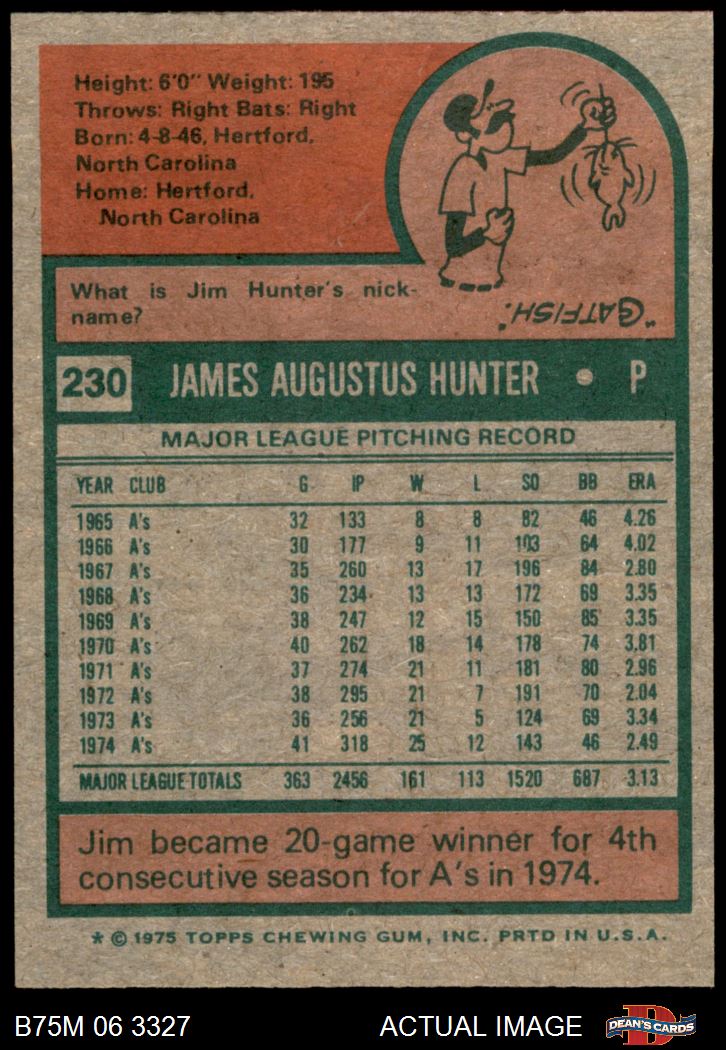 Height: 6'0" Weight: 195
Throws: Right Bats: Right
Born: 4-8-46, Hertford,
North Carolina
Home: Hertford,
North Carolina
What is Jim Hunter's nick-
name?
"CATFISH."
230 JAMES AUGUSTUS HUNTER • P
MAJOR LEAGUE PITCHING RECORD
YEAR CLUB G IP W L SO BB ERA
1965 A's 32 133 8 8 82 46 4.26
1966 A's 30 177 9 11 103 64 4.02
1967 A's 35 260 13 17 196 84 2.80
1968 A's 36 234 13 13 172 69 3.35
1969 A's 38 247 12 15 150 85 3.35
1970 A's 40 262 18 14 178 74 3.81
1971 A's 37 274 21 11 181 80 2.96
1972 A's 38 295 21 7 191 70 2.04
1973 A's 36 256 21 5 124 69 3.34
1974 A's 41 318 25 12 143 46 2.49
MAJOR LEAGUE TOTALS 363 2456 161 113 1520 687 3.13
Jim became 20-game winner for 4th
consecutive season for A's in 1974.
* © 1975 TOPPS CHEWING GUM, INC. PRTD IN U.S.A.
B75M 06 3327 ACTUAL IMAGE DEAN'S CARDS